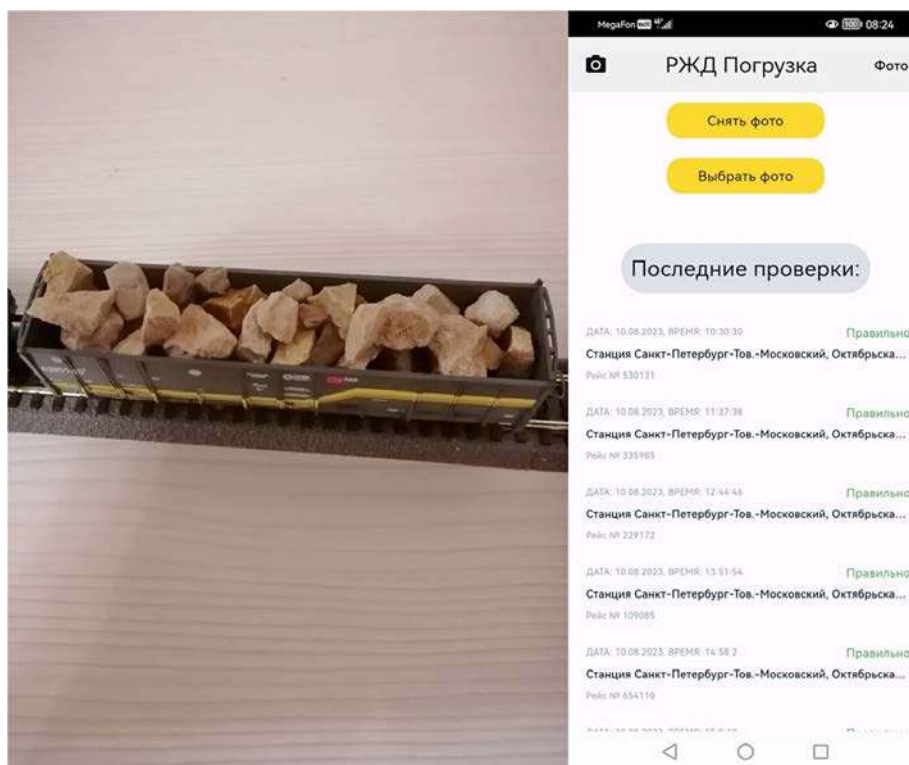 MegaFon
100 08:24
РЖД Погрузка
Фото
Снять фото
Выбрать фото
Последние проверки:
ДАТА: 10.08.2023, ВРЕМЯ: 10:30:30
Правильно
Станция Санкт-Петербург-Тов.-Московский, Октябрьска...
Рейс № 530131
ДАТА: 10.08.2023, ВРЕМЯ: 11:37:38
Правильно
Станция Санкт-Петербург-Тов.-Московский, Октябрьска...
Рейс № 335985
ДАТА: 10.08.2023, ВРЕМЯ: 12:44:46
Правильно
Станция Санкт-Петербург-Тов.-Московский, Октябрьска...
Рейс № 229172
ДАТА: 10.08.2023, ВРЕМЯ: 13:51:54
Правильно
Станция Санкт-Петербург-Тов.-Московский, Октябрьска...
Рейс № 109085
ДАТА: 10.08.2023, ВРЕМЯ: 14:58:2
Правильно
Станция Санкт-Петербург-Тов.-Московский, Октябрьска...
Рейс № 654110